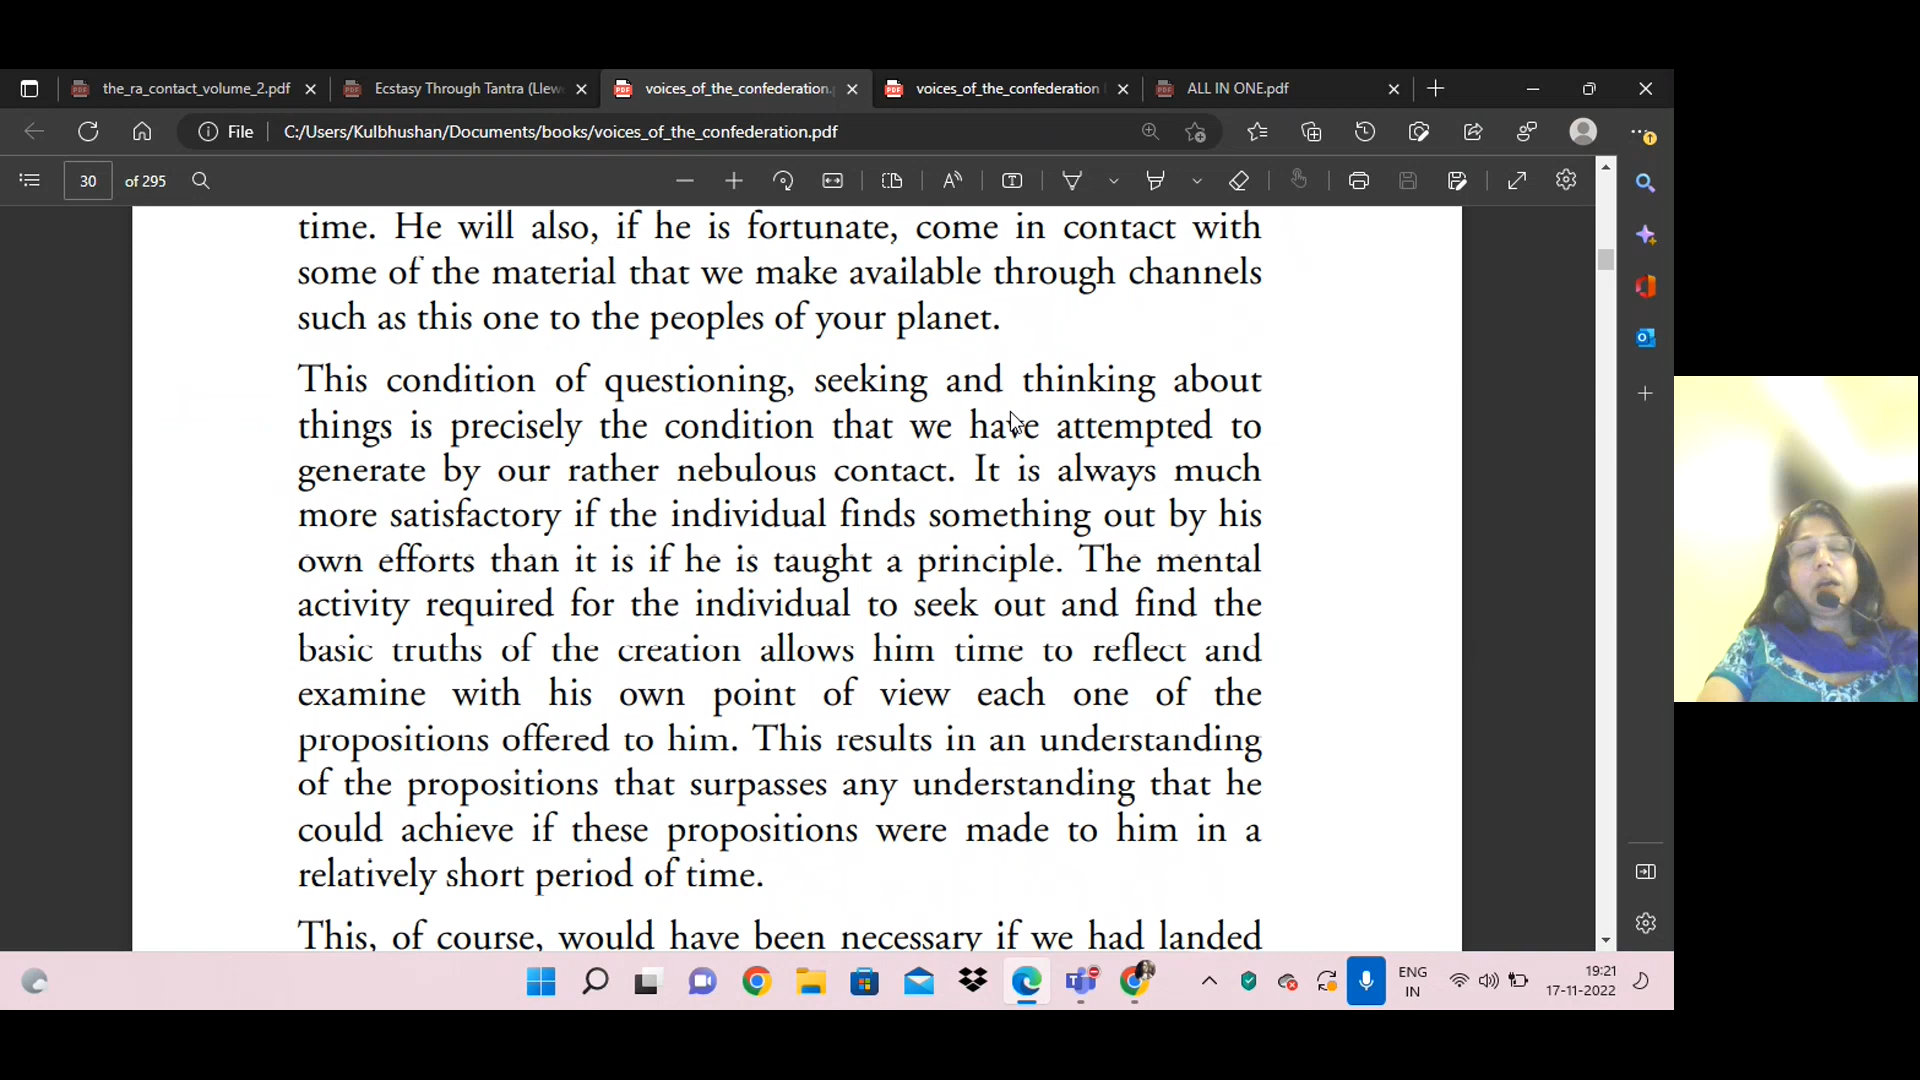 the_ra_contact_volume_2.pdf
Ecstasy Through Tantra (Llew
voices_of_the_confederation.
voices_of_the_confederation
ALL IN ONE.pdf
File
C:/Users/Kulbhushan/Documents/books/voices_of_the_confederation.pdf
30 of 295
time. He will also, if he is fortunate, come in contact with
some of the material that we make available through channels
such as this one to the peoples of your planet.
This condition of questioning, seeking and thinking about
things is precisely the condition that we have attempted to
generate by our rather nebulous contact. It is always much
more satisfactory if the individual finds something out by his
own efforts than it is if he is taught a principle. The mental
activity required for the individual to seek out and find the
basic truths of the creation allows him time to reflect and
examine with his own point of view each one of the
propositions offered to him. This results in an understanding
of the propositions that surpasses any understanding that he
could achieve if these propositions were made to him in a
relatively short period of time.
This, of course, would have been necessary if we had landed
ENG
IN
19:21
17-11-2022